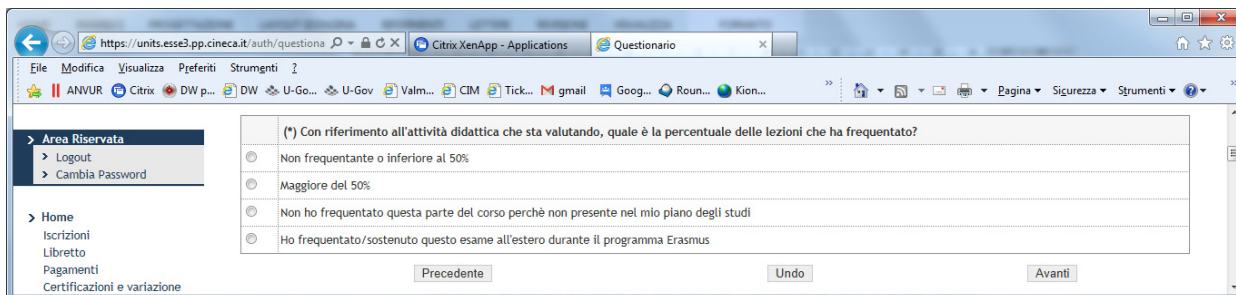 https://units.esse3.pp.cineca.it/auth/questiona
Citrix XenApp - Applications
Questionario
File Modifica Visualizza Preferiti Strumenti ?
ANVUR Citrix DW p... DW U-Go... U-Gov Valm... CIM Tick... gmail Goog... Roun... Kion... » Pagina Sicurezza Strumenti »
Area Riservata
Logout
Cambia Password
Home
Iscrizioni
Libretto
Pagamenti
Certificazioni e variazione
(*) Con riferimento all'attività didattica che sta valutando, quale è la percentuale delle lezioni che ha frequentato?
Non frequentante o inferiore al 50%
Maggiore del 50%
Non ho frequentato questa parte del corso perchè non presente nel mio piano degli studi
Ho frequentato/sostenuto questo esame all'estero durante il programma Erasmus
Precedente Undo Avanti